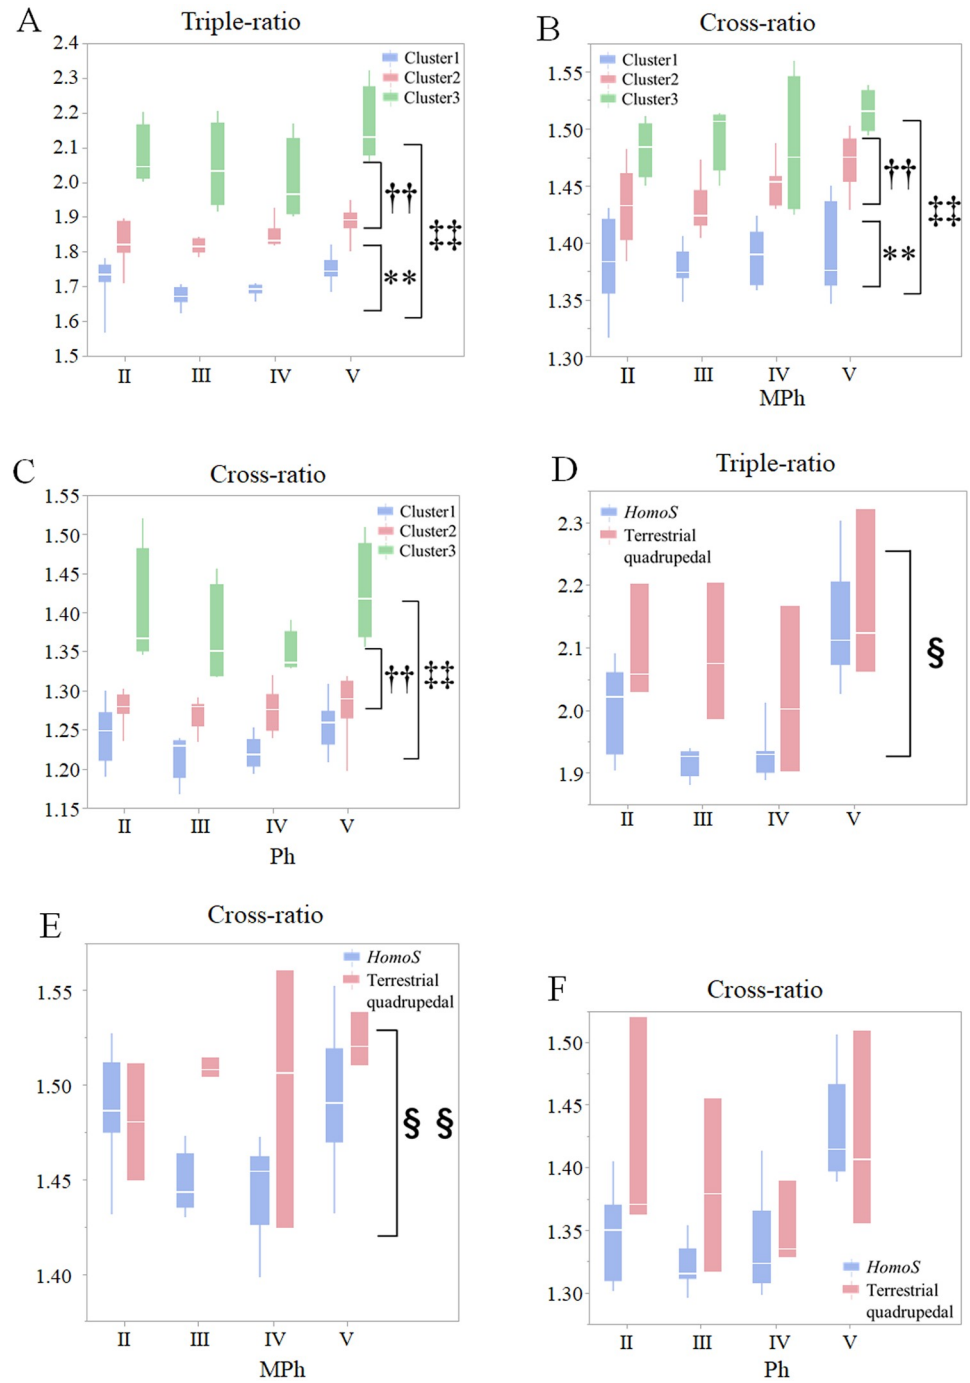 A
Triple-ratio
2.4
2.3
2.2
2.1
2.0
1.9
1.8
1.7
1.6
1.5
Cluster1
Cluster2
Cluster3
††
‡‡
**
II III IV V
B
Cross-ratio
1.55
1.50
1.45
1.40
1.35
1.30
Cluster1
Cluster2
Cluster3
††
‡‡
**
II III IV V
MPh
C
Cross-ratio
1.55
1.50
1.45
1.40
1.35
1.30
1.25
1.20
1.15
Cluster1
Cluster2
Cluster3
†† ‡‡
II III IV V
Ph
D
Triple-ratio
2.3
2.2
2.1
2.0
1.9
HomoS
Terrestrial
quadrupedal
§
II III IV V
E
Cross-ratio
1.55
1.50
1.45
1.40
HomoS
Terrestrial
quadrupedal
§ §
II III IV V
MPh
F
Cross-ratio
1.50
1.45
1.40
1.35
1.30
HomoS
Terrestrial
quadrupedal
II III IV V
Ph